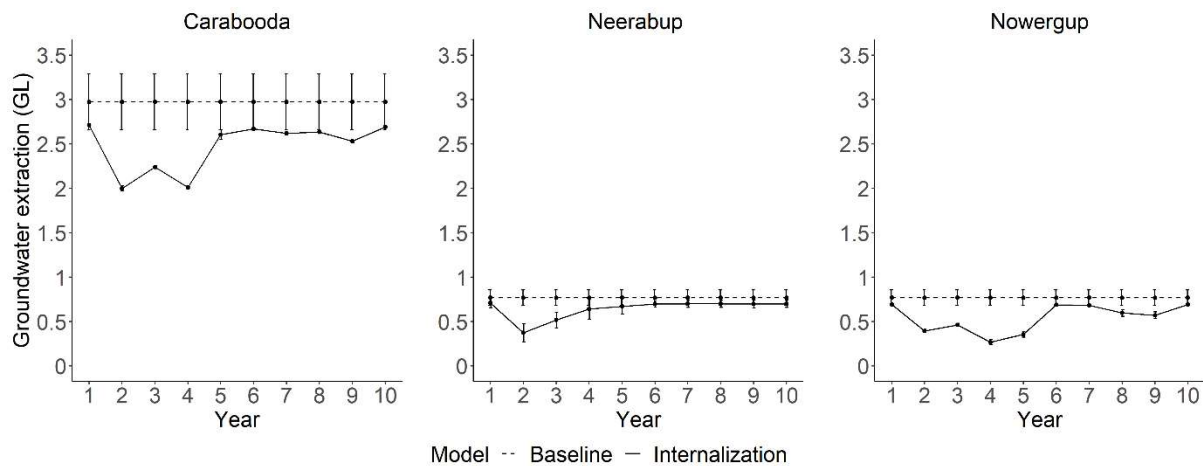 Carabooda Neerabup Nowergup
Groundwater extraction (GL)
3.5 3.5 3.5
3 3 3
2.5 2.5 2.5
2 2 2
1.5 1.5 1.5
1 1 1
0.5 0.5 0.5
0 0 0
1 2 3 4 5 6 7 8 9 10 1 2 3 4 5 6 7 8 9 10 1 2 3 4 5 6 7 8 9 10
Year Year Year
Model Baseline Internalization